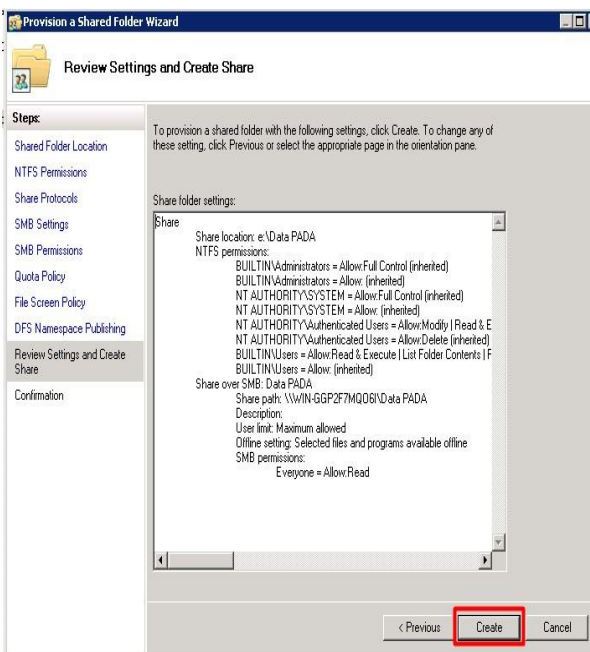 Provision a Shared Folder Wizard
Review Settings and Create Share
Steps:
Shared Folder Location
NTFS Permissions
Share Protocols
SMB Settings
SMB Permissions
Quota Policy
File Screen Policy
DFS Namespace Publishing
Review Settings and Create
Share
Confirmation
To provision a shared folder with the following settings, click Create. To change any of
these setting, click Previous or select the appropriate page in the orientation pane.
Share folder settings:
Share
Share location: e:\Data PADA
NTFS permissions:
BUILTIN\Administrators = Allow:Full Control (inherited)
BUILTIN\Administrators = Allow: (inherited)
NT AUTHORITY\SYSTEM = Allow:Full Control (inherited)
NT AUTHORITY\SYSTEM = Allow: (inherited)
NT AUTHORITY\Authenticated Users = Allow:Modify | Read & E
NT AUTHORITY\Authenticated Users = Allow:Delete (inherited)
BUILTIN\Users = Allow:Read & Execute | List Folder Contents | F
BUILTIN\Users = Allow: (inherited)
Share over SMB: Data PADA
Share path: \\WIN-GGP2F7MQO6I\Data PADA
Description:
User limit: Maximum allowed
Offline setting: Selected files and programs available offline
SMB permissions:
Everyone = Allow:Read
< Previous
Create
Cancel